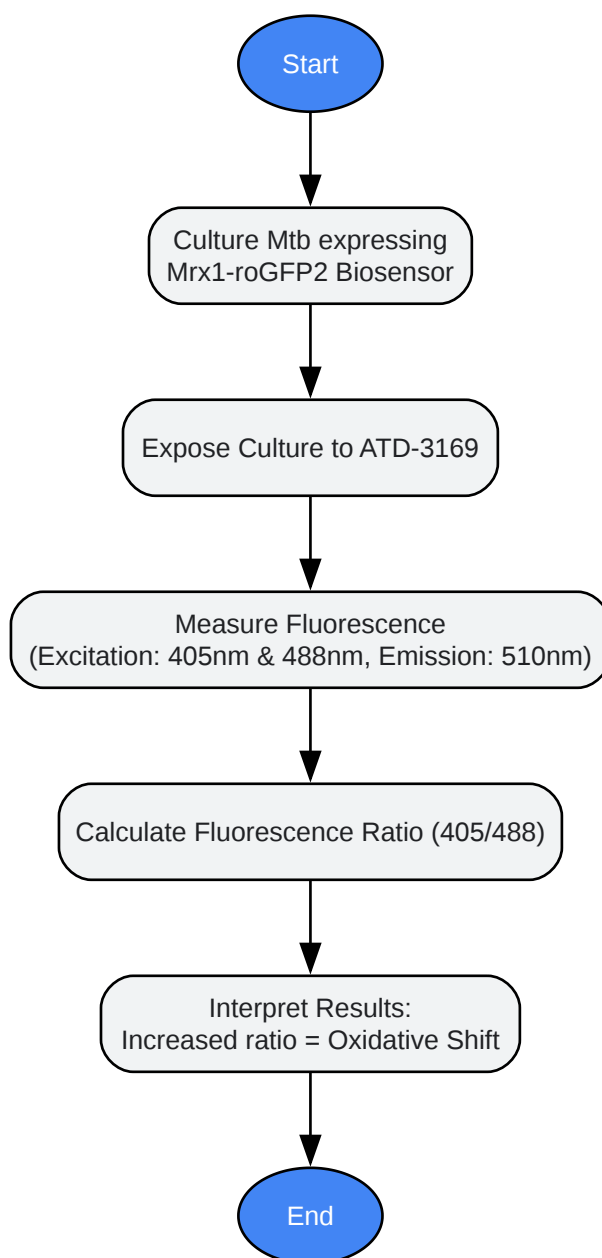 Start
Culture Mtb expressing
Mrx1-roGFP2 Biosensor
Expose Culture to ATD-3169
Measure Fluorescence
(Excitation: 405nm & 488nm, Emission: 510nm)
Calculate Fluorescence Ratio (405/488)
Interpret Results:
Increased ratio = Oxidative Shift
End